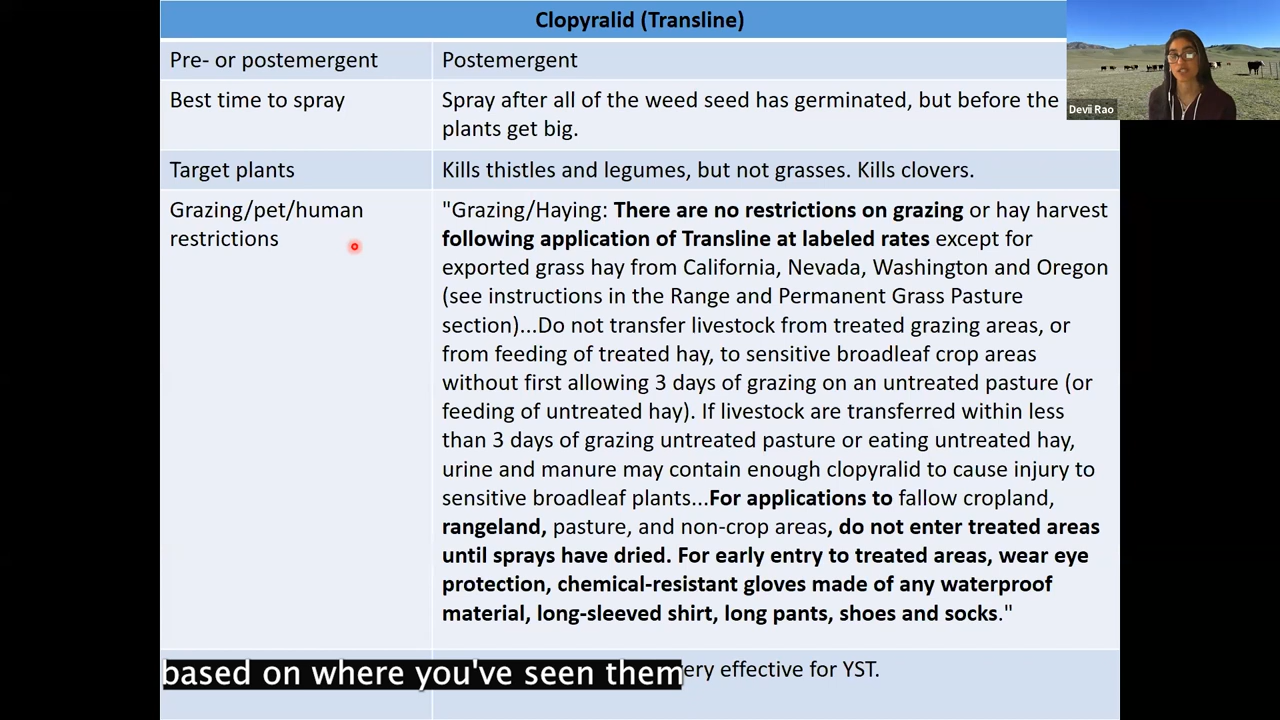 Clopyralid (Transline)
Pre- or postemergent
Postemergent
Best time to spray
Spray after all of the weed seed has germinated, but before the
plants get big.
Target plants
Kills thistles and legumes, but not grasses. Kills clovers.
Grazing/pet/human
restrictions
"Grazing/Haying: There are no restrictions on grazing or hay harvest
following application of Transline at labeled rates except for
exported grass hay from California, Nevada, Washington and Oregon
(see instructions in the Range and Permanent Grass Pasture
section)...Do not transfer livestock from treated grazing areas, or
from feeding of treated hay, to sensitive broadleaf crop areas
without first allowing 3 days of grazing on an untreated pasture (or
feeding of untreated hay). If livestock are transferred within less
than 3 days of grazing untreated pasture or eating untreated hay,
urine and manure may contain enough clopyralid to cause injury to
sensitive broadleaf plants...For applications to fallow cropland,
rangeland, pasture, and non-crop areas, do not enter treated areas
until sprays have dried. For early entry to treated areas, wear eye
protection, chemical-resistant gloves made of any waterproof
material, long-sleeved shirt, long pants, shoes and socks."
effective for YST.
based on where you've seen them
Devii Rao